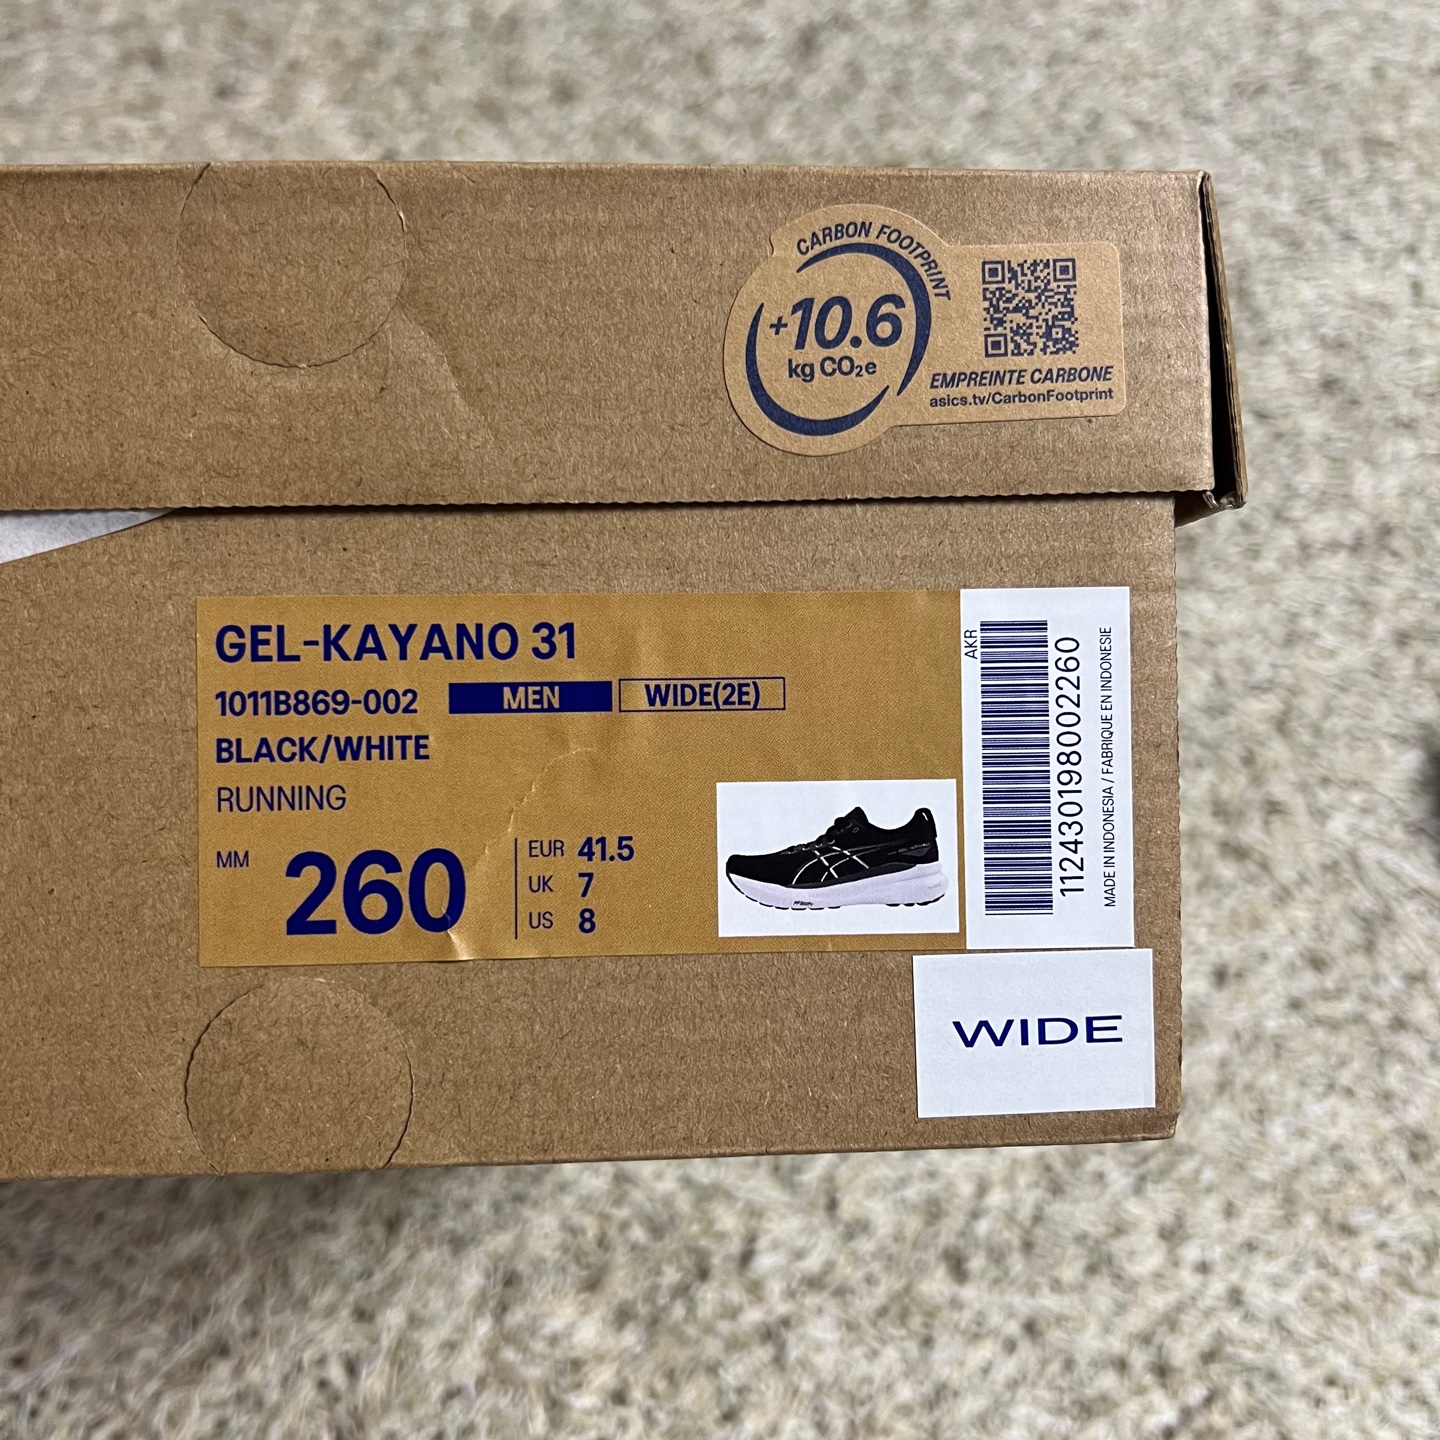 CARBON FOOTPRINT
+10.6
kg CO₂e
EMPREINTE CARBONE
asics.tv/CarbonFootprint
GEL-KAYANO 31
1011B869-002 MEN WIDE(2E)
BLACK/WHITE
RUNNING
MM 260
EUR 41.5
UK 7
US 8
AKR
112430198002260
MADE IN INDONESIA / FABRIQUE EN INDONESIE
WIDE